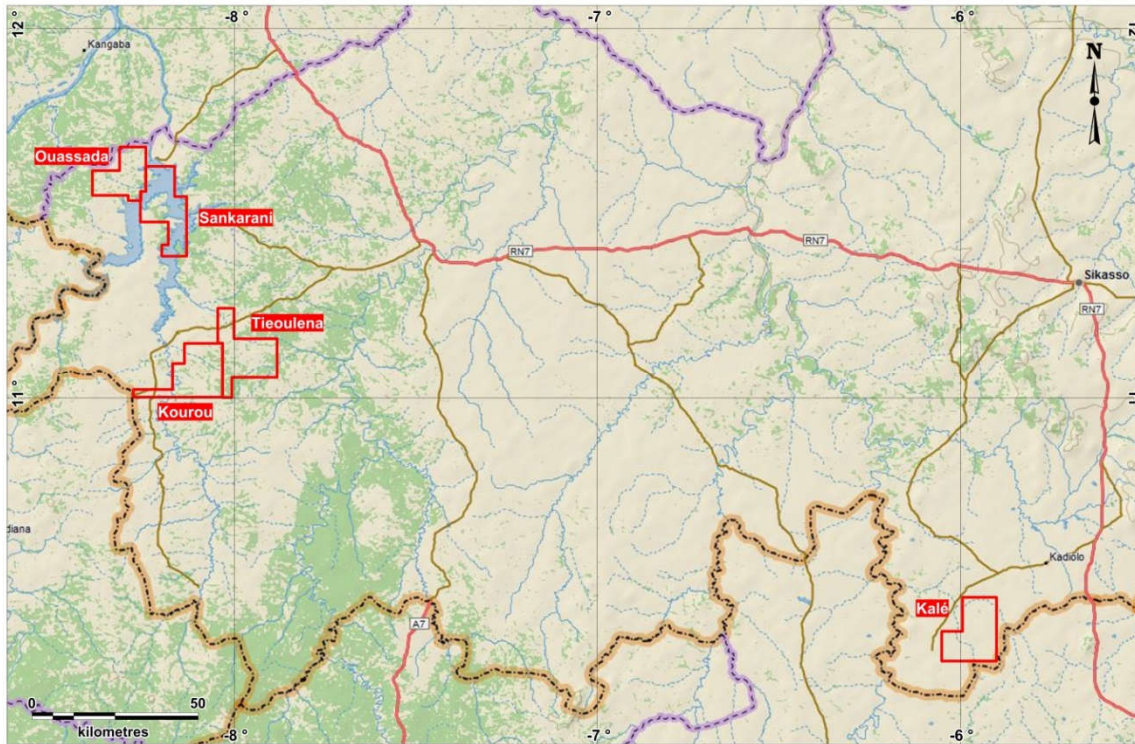 -8°
-7°
-6°
12°
Kangaba
N
Ouassada
Sankarani
RN7
RN7
Sikasso
RN7
Tieoulena
11°
Kourou
diana
Kadiolo
Kalé
A7
0
50
kilometres
-8°
-7°
-6°